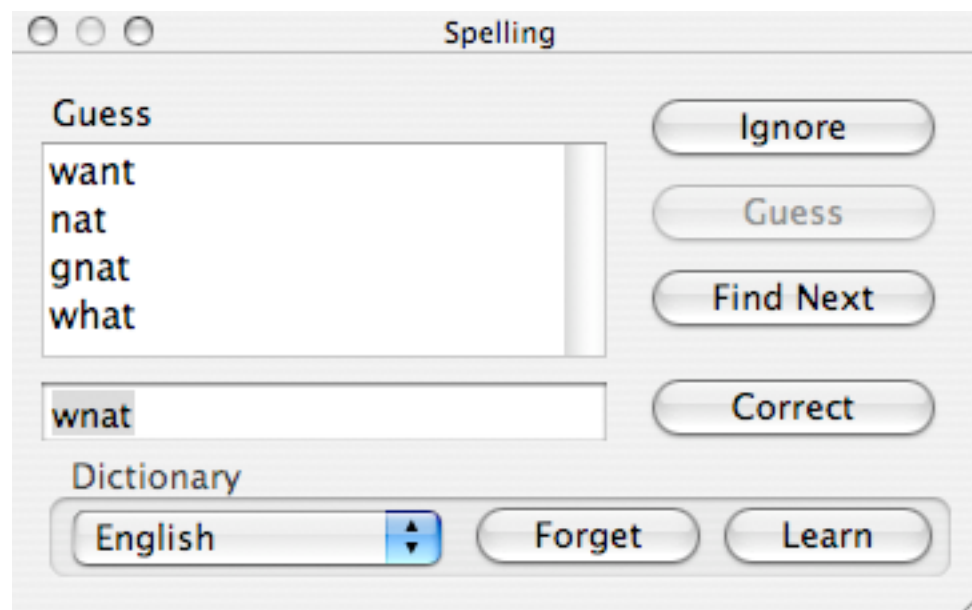 Spelling
Guess
Ignore
want
nat
Guess
gnat
Find Next
what
wnat
Correct
Dictionary
English
Forget
Learn